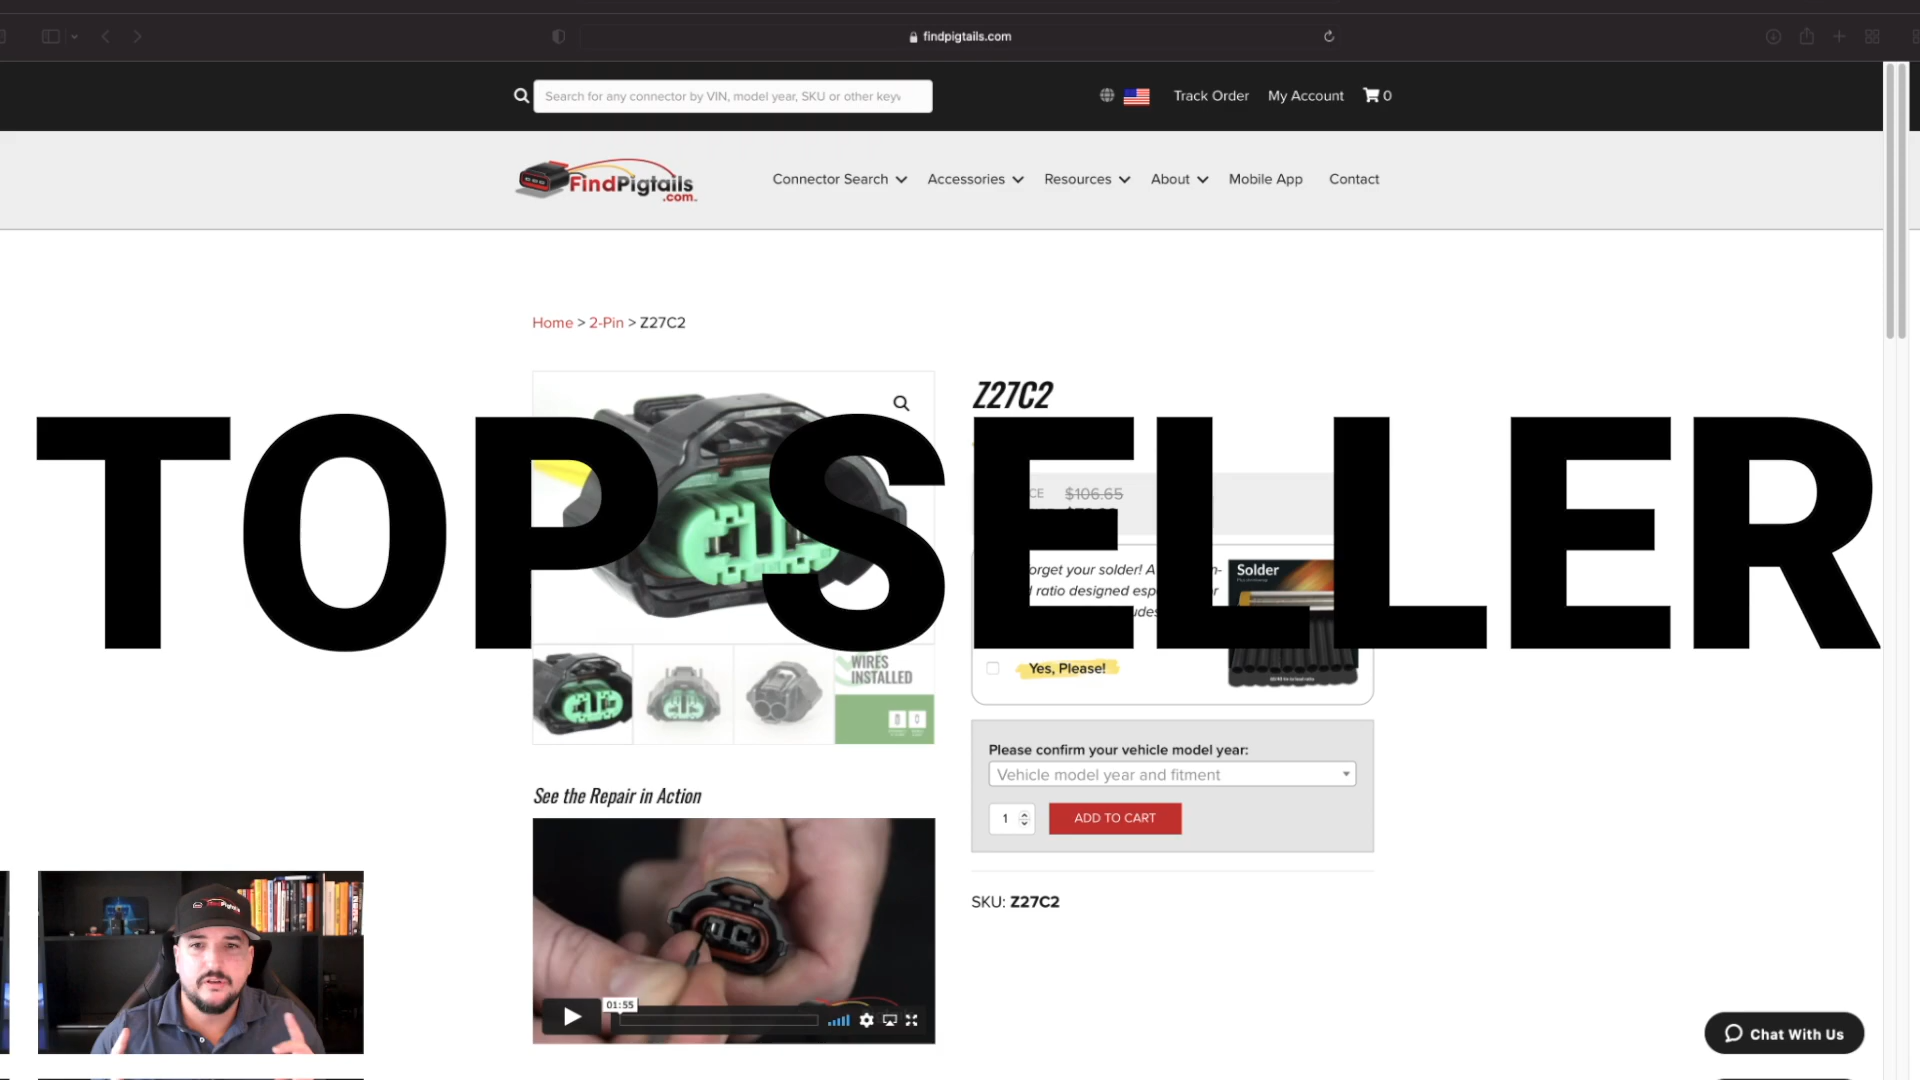 findpigtails.com
Search for any connector by VIN, model year, SKU or other keyw
Track Order
My Account
0
FindPigtails
.com
Connector Search
Accessories
Resources
About
Mobile App
Contact
Home > 2-Pin > Z27C2
Z27C2
TOP SELLER
$106.65
orget your solder! A
ratio designed esp
Solder
Yes, Please!
WIRES
INSTALLED
Please confirm your vehicle model year:
Vehicle model year and fitment
1
ADD TO CART
See the Repair in Action
SKU: Z27C2
01:55
Chat With Us